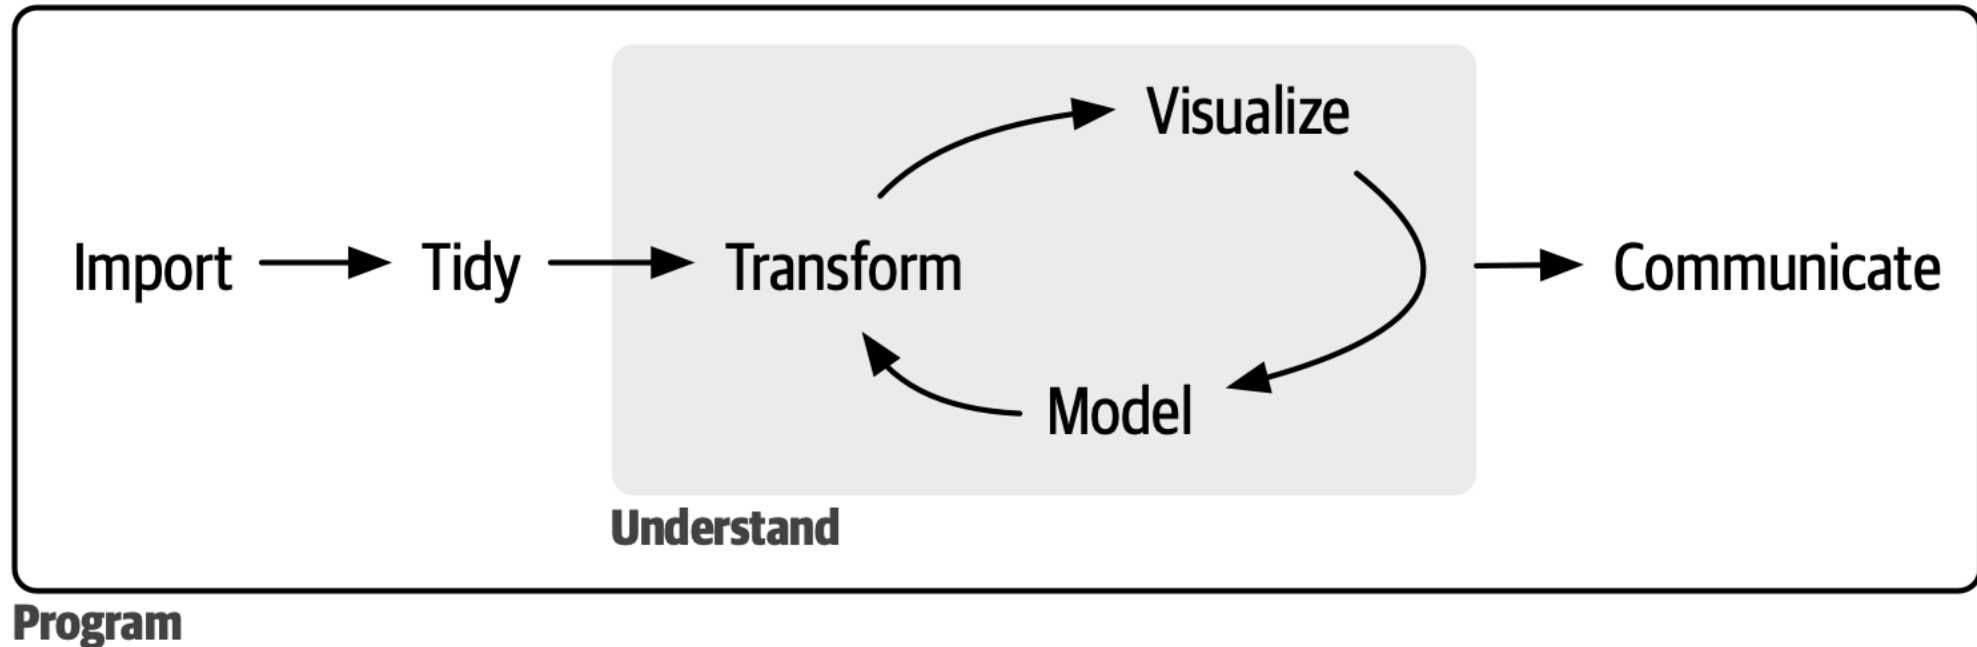 Visualize
Import Tidy Transform Communicate
Model
Understand
Program